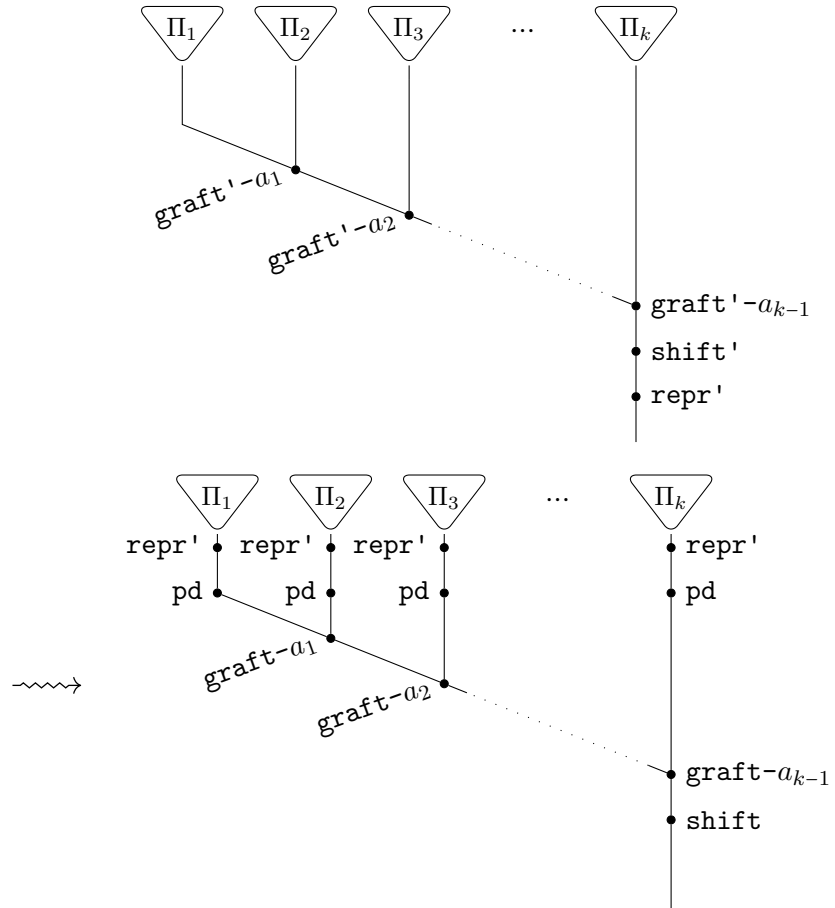 Π₁ Π₂ Π₃ ... Πₖ
graft'-a₁
graft'-a₂
graft'-aₖ₋₁
shift'
repr'
Π₁ Π₂ Π₃ ... Πₖ
repr' repr' repr' repr'
pd pd pd pd
graft-a₁
graft-a₂
graft-aₖ₋₁
shift